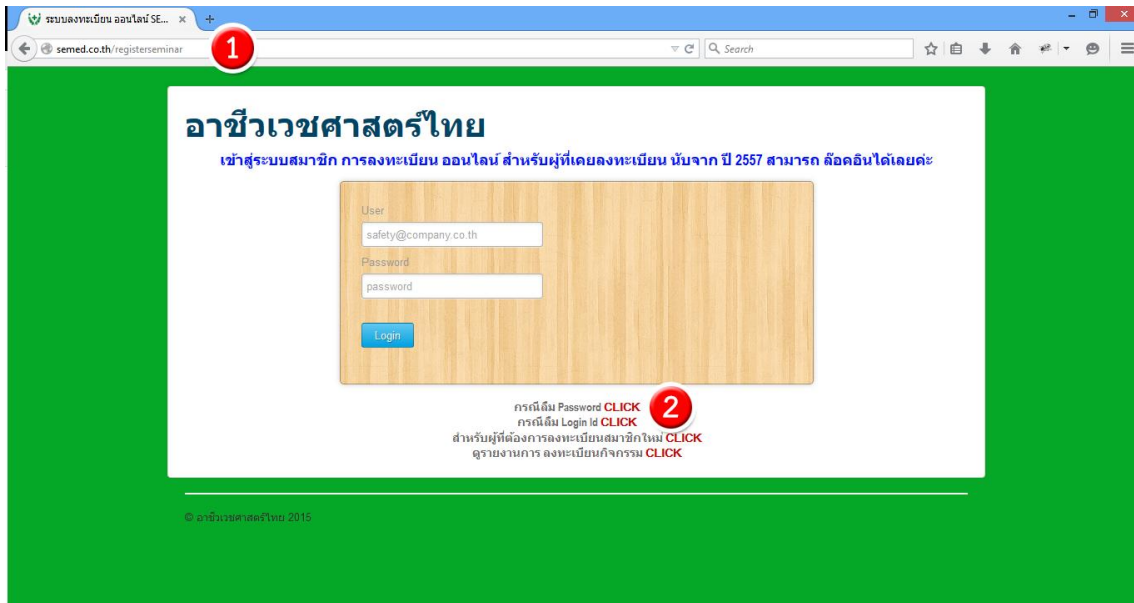 ระบบลงทะเบียน ออนไลน์ SE...
semed.co.th/registerseminar
1
Search
อาชีวเวชศาสตร์ไทย
เข้าสู่ระบบสมาชิก การลงทะเบียน ออนไลน์ สำหรับผู้ที่เคยลงทะเบียน นับจาก ปี 2557 สามารถ ล๊อคอินได้เลยค่ะ
User
safety@company.co.th
Password
password
Login
กรณีลืม Password CLICK
2
กรณีลืม Login Id CLICK
สำหรับผู้ที่ต้องการลงทะเบียนสมาชิกใหม่ CLICK
ดูรายงานการ ลงทะเบียนกิจกรรม CLICK
© อาชีวเวชศาสตร์ไทย 2015